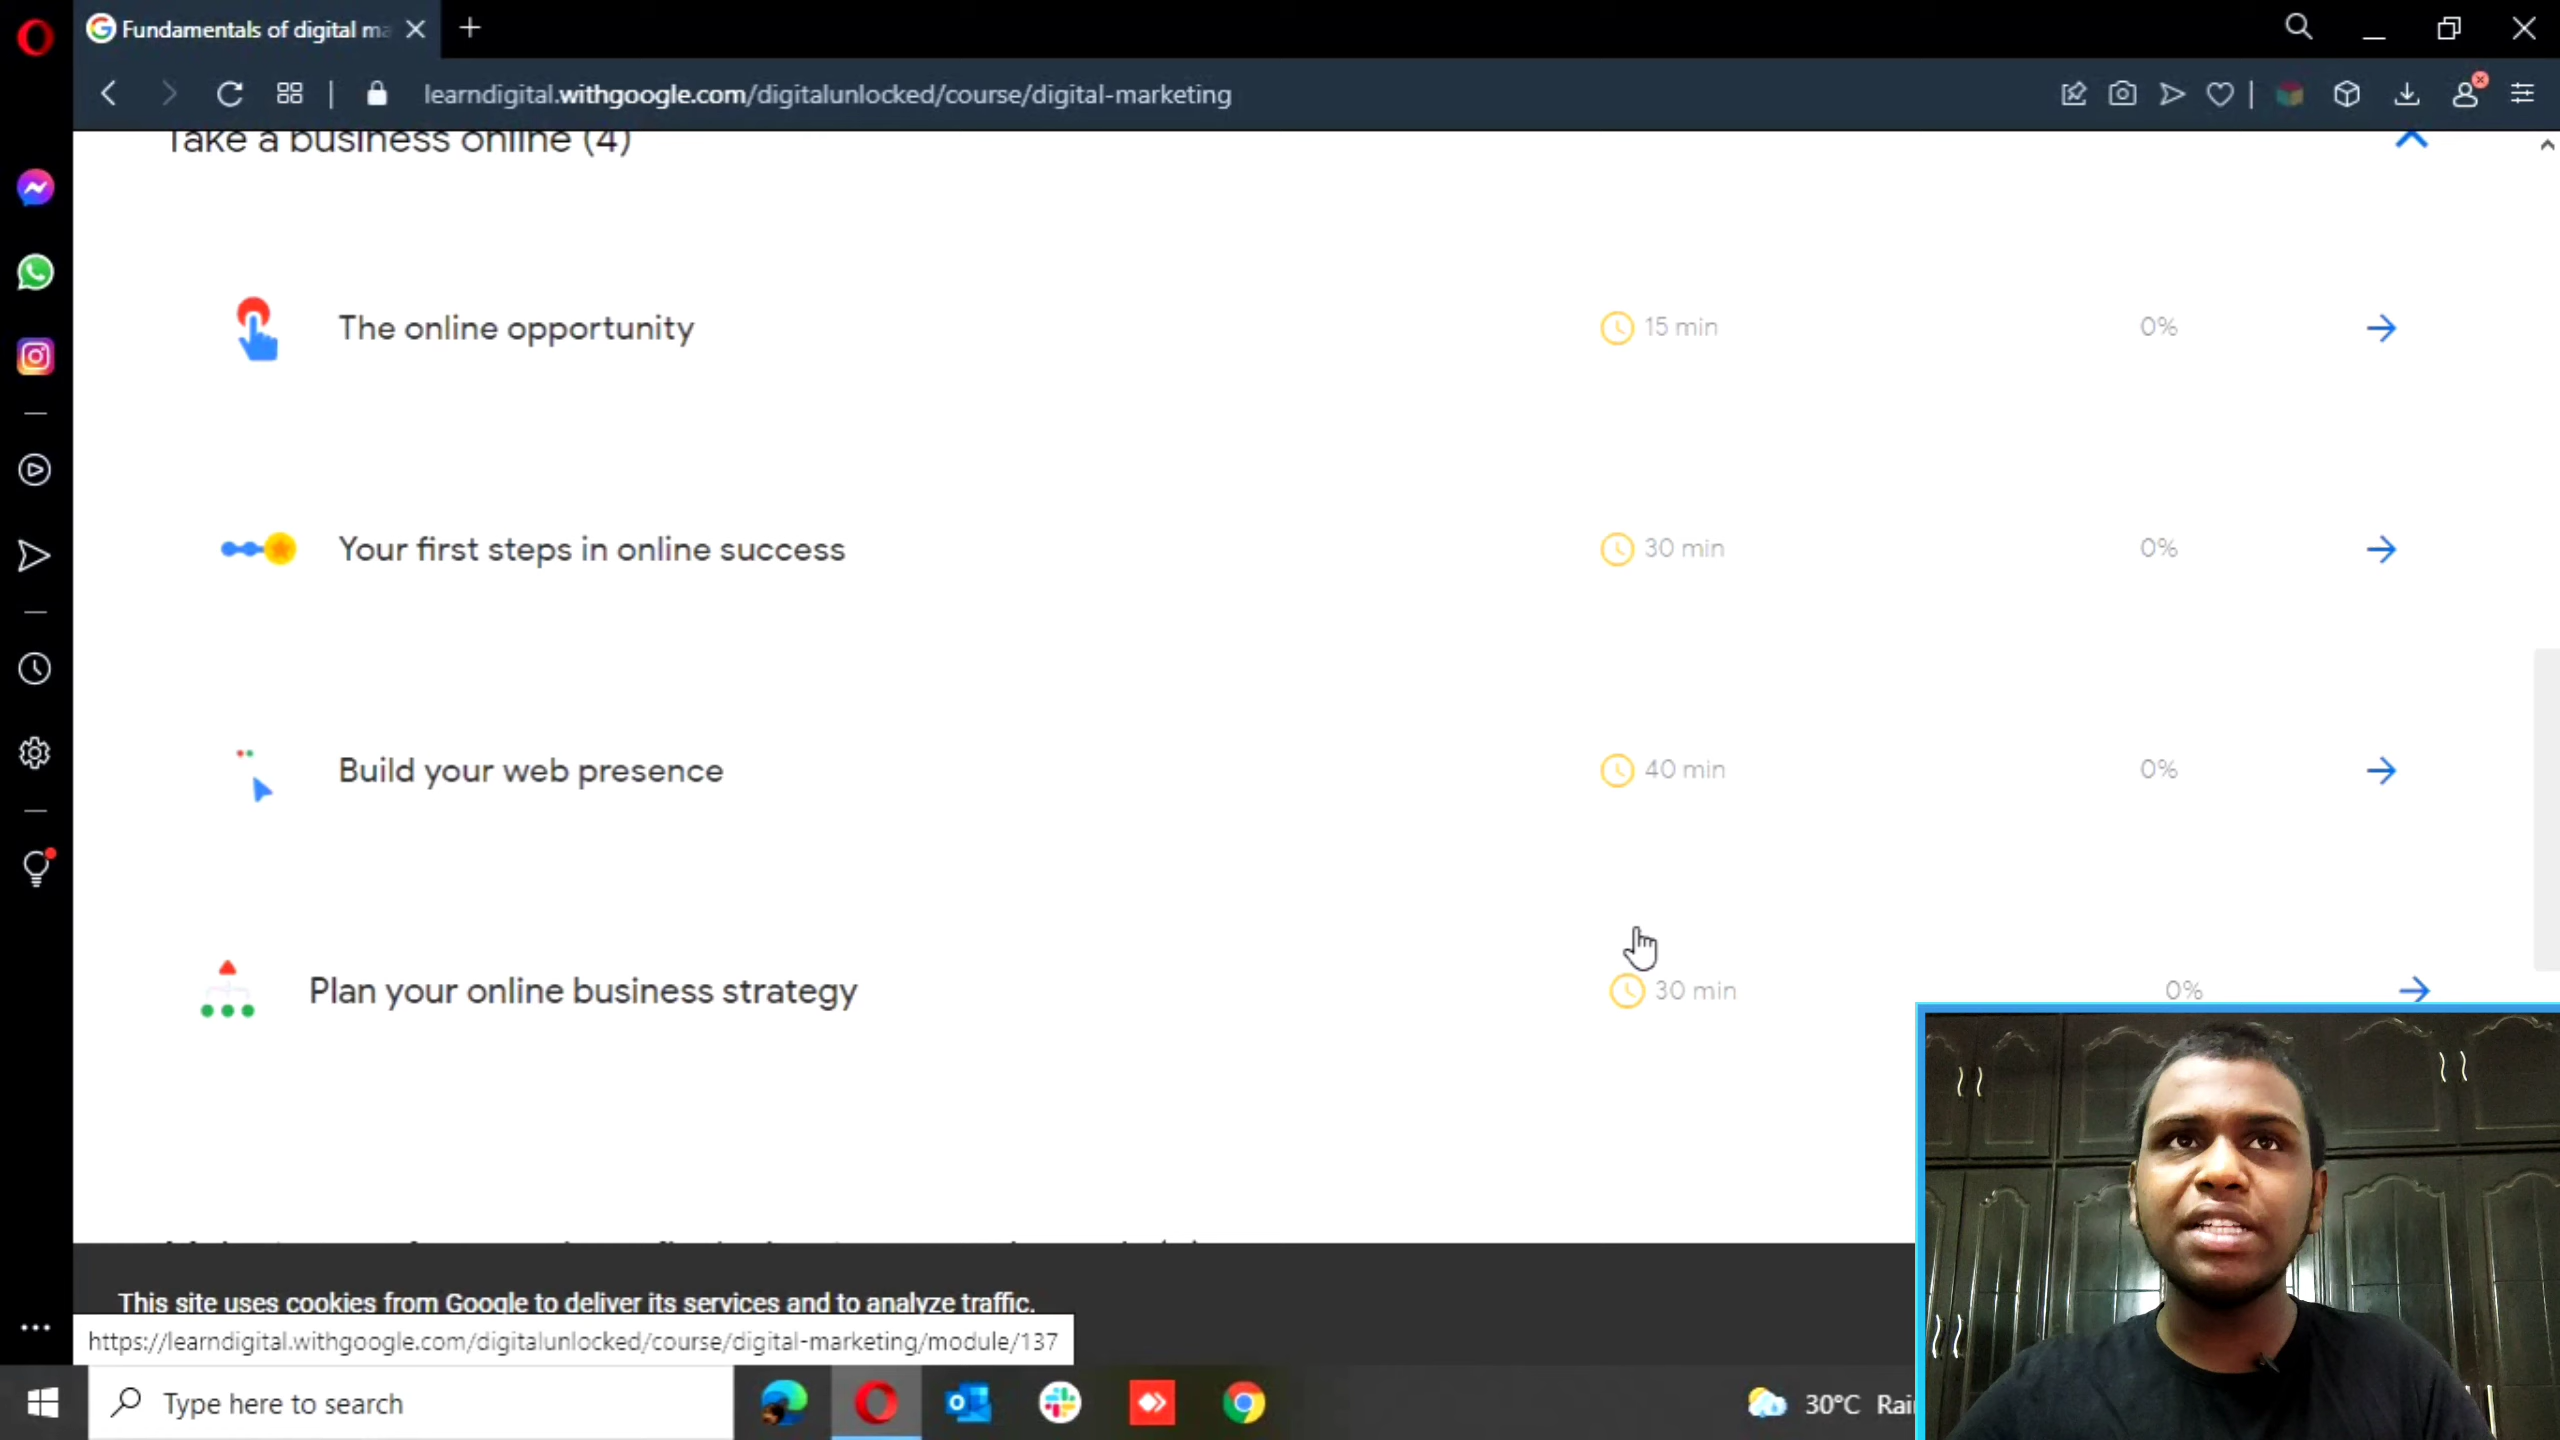 Fundamentals of digital ma
learndigital.withgoogle.com/digitalunlocked/course/digital-marketing
Take a business online (4)
The online opportunity
15 min
0%
Your first steps in online success
30 min
0%
Build your web presence
40 min
0%
Plan your online business strategy
30 min
0%
This site uses cookies from Google to deliver its services and to analyze traffic.
https://learndigital.withgoogle.com/digitalunlocked/course/digital-marketing/module/137
Type here to search
30°C Rai